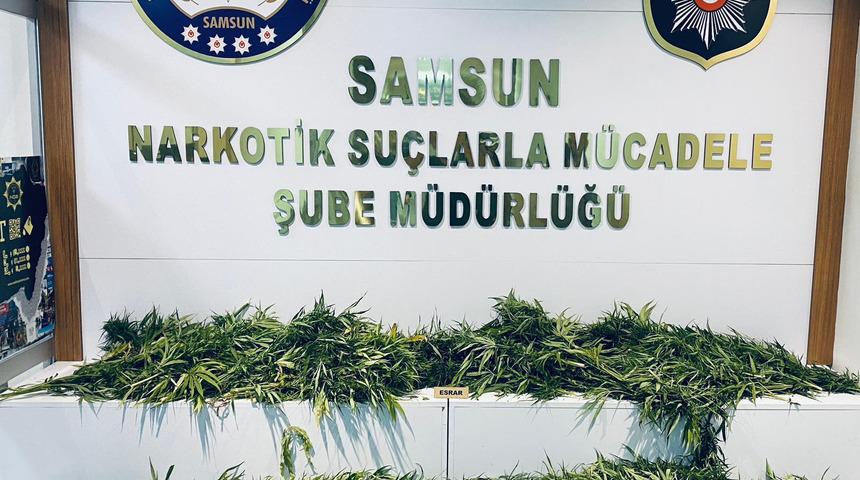 SAMSUN
SAMSUN
NARKOTİK SUÇLARLA MÜCADELE
ŞUBE MÜDÜRLÜĞÜ
ESRAR